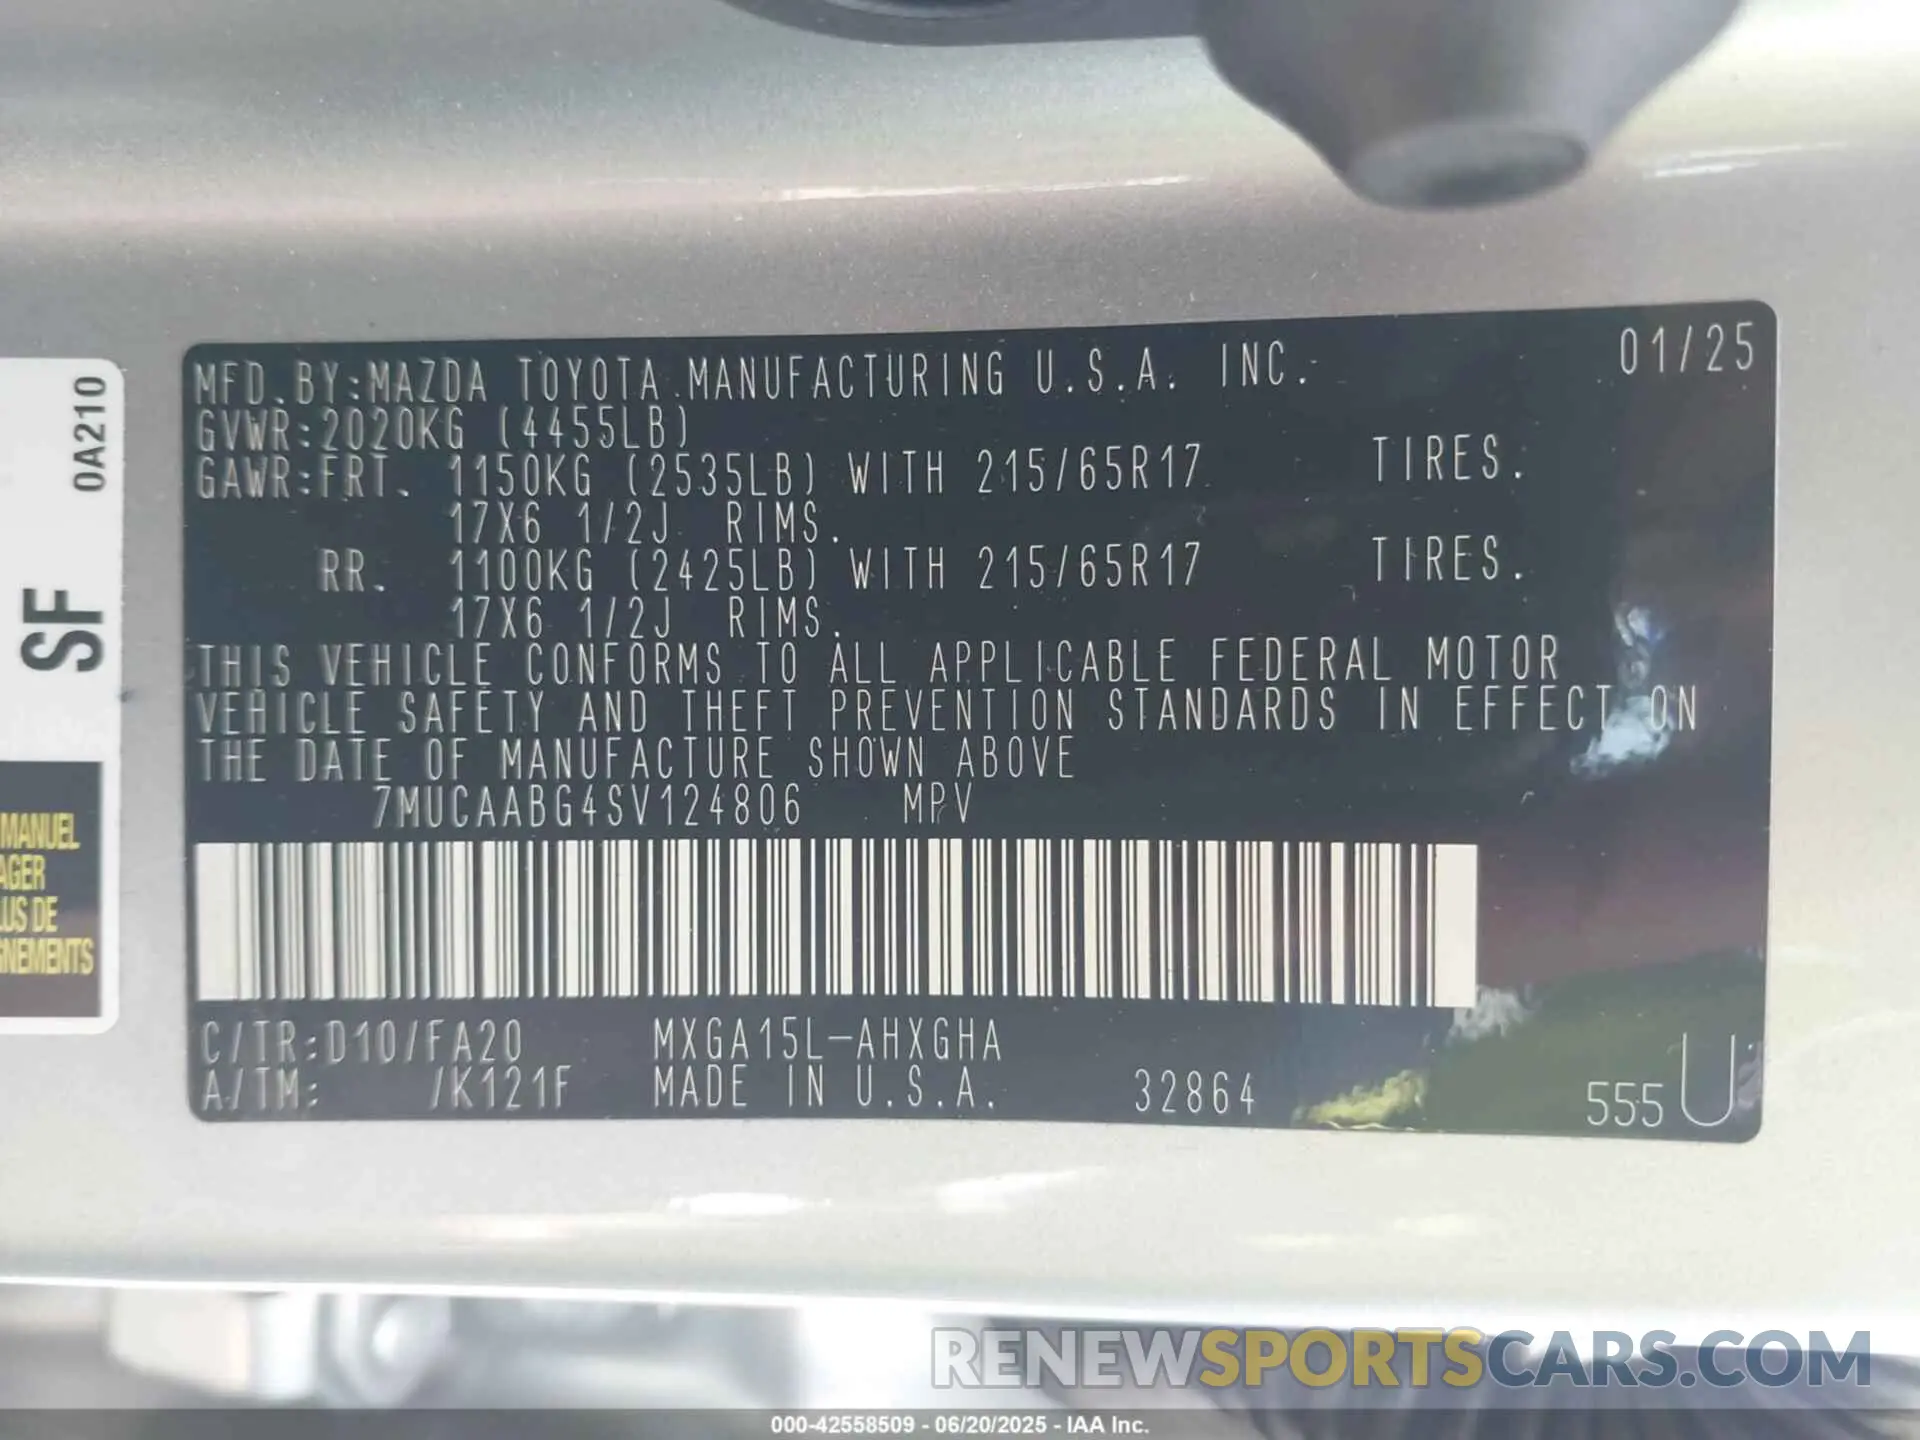 MFD.BY:MAZDA TOYOTA MANUFACTURING U.S.A. INC. 01/25
GVWR:2020KG (4455LB)
GAWR:FRT. 1150KG (2535LB) WITH 215/65R17 TIRES.
17X6 1/2J RIMS.
RR. 1100KG (2425LB) WITH 215/65R17 TIRES.
17X6 1/2J RIMS.
THIS VEHICLE CONFORMS TO ALL APPLICABLE FEDERAL MOTOR
VEHICLE SAFETY AND THEFT PREVENTION STANDARDS IN EFFECT ON
THE DATE OF MANUFACTURE SHOWN ABOVE
7MUCAABG4SV124806 MPV
C/TR:D10/FA20 MXGA15L-AHXGHA
A/TM: /K121F MADE IN U.S.A. 32864 555U
0A210
SF
MANUEL
AGER
LUS DE
GNEMENTS
RENEWSPORTSCARS.COM
000-42558509 - 06/20/2025 - IAA Inc.